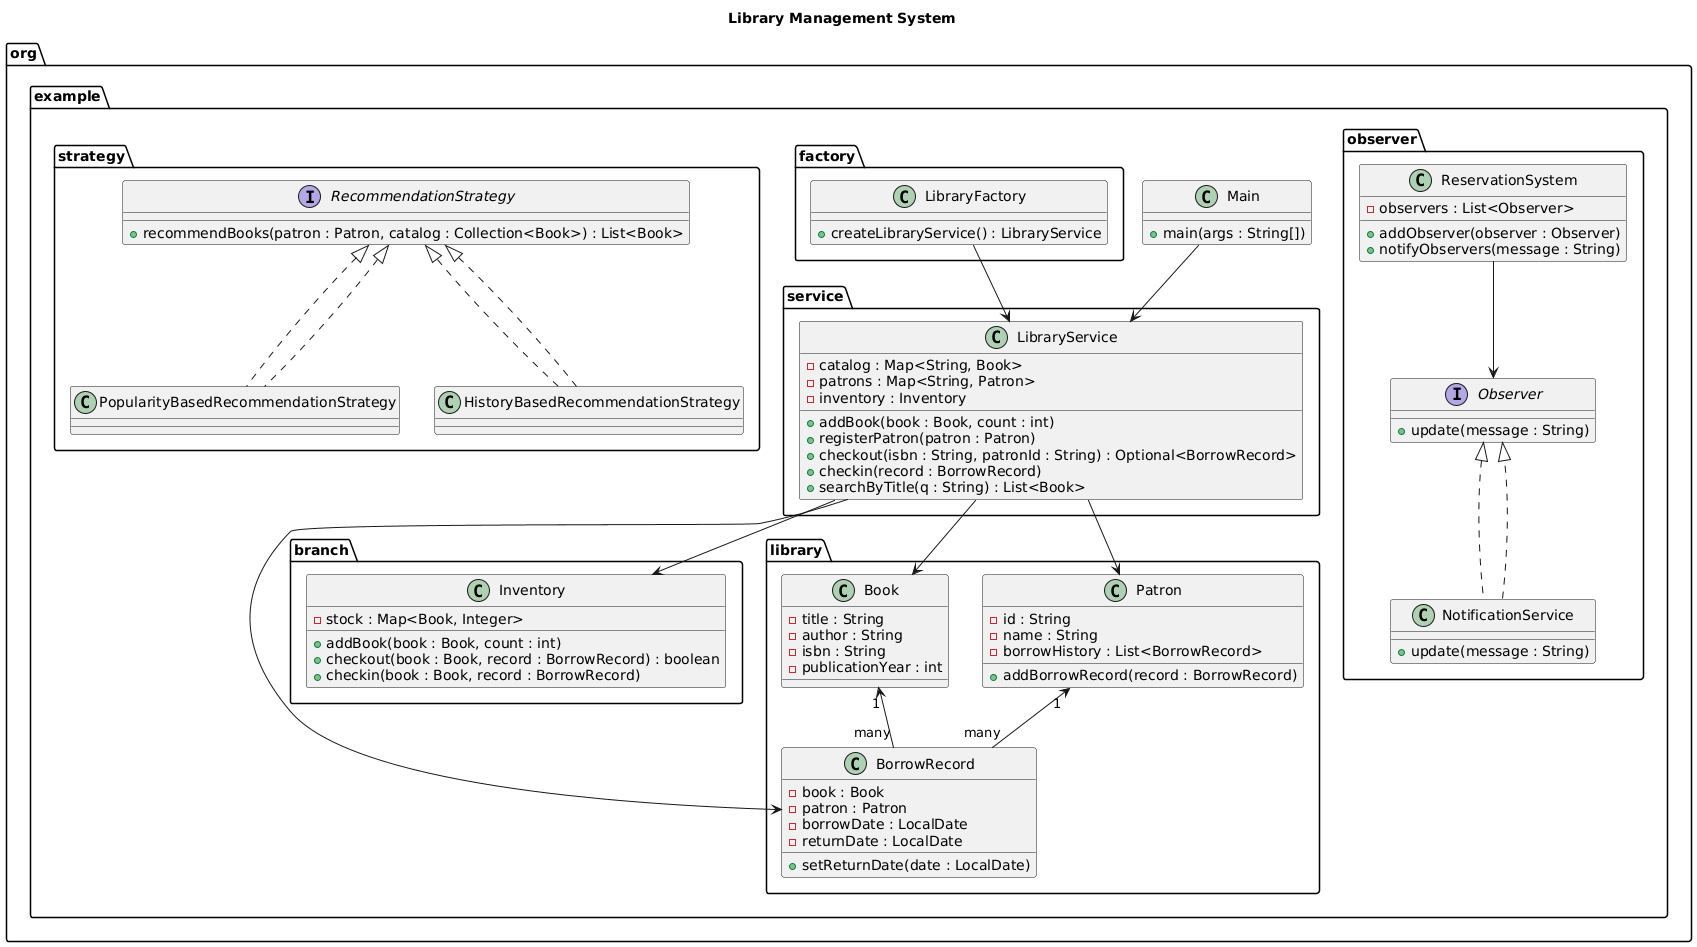 Library Management System
org
example
strategy
I RecommendationStrategy
recommendBooks(patron : Patron, catalog : Collection<Book>) : List<Book>
C PopularityBasedRecommendationStrategy
C HistoryBasedRecommendationStrategy
factory
C LibraryFactory
createLibraryService() : LibraryService
C Main
main(args : String[])
service
C LibraryService
catalog : Map<String, Book>
patrons : Map<String, Patron>
inventory : Inventory
addBook(book : Book, count : int)
registerPatron(patron : Patron)
checkout(isbn : String, patronId : String) : Optional<BorrowRecord>
checkin(record : BorrowRecord)
searchByTitle(q : String) : List<Book>
observer
C ReservationSystem
observers : List<Observer>
addObserver(observer : Observer)
notifyObservers(message : String)
I Observer
update(message : String)
C NotificationService
update(message : String)
branch
C Inventory
stock : Map<Book, Integer>
addBook(book : Book, count : int)
checkout(book : Book, record : BorrowRecord) : boolean
checkin(book : Book, record : BorrowRecord)
library
C Book
title : String
author : String
isbn : String
publicationYear : int
C Patron
id : String
name : String
borrowHistory : List<BorrowRecord>
addBorrowRecord(record : BorrowRecord)
1
1
many
many
C BorrowRecord
book : Book
patron : Patron
borrowDate : LocalDate
returnDate : LocalDate
setReturnDate(date : LocalDate)